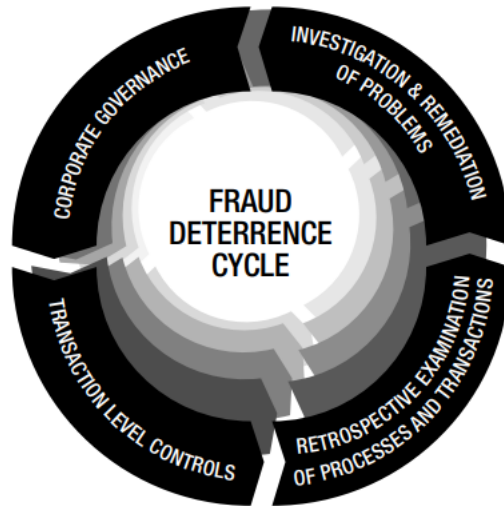 CORPORATE GOVERNANCE
INVESTIGATION & REMEDIATION
OF PROBLEMS
FRAUD
DETERRENCE
CYCLE
TRANSACTION LEVEL CONTROLS
RETROSPECTIVE EXAMINATION
OF PROCESSES AND TRANSACTIONS